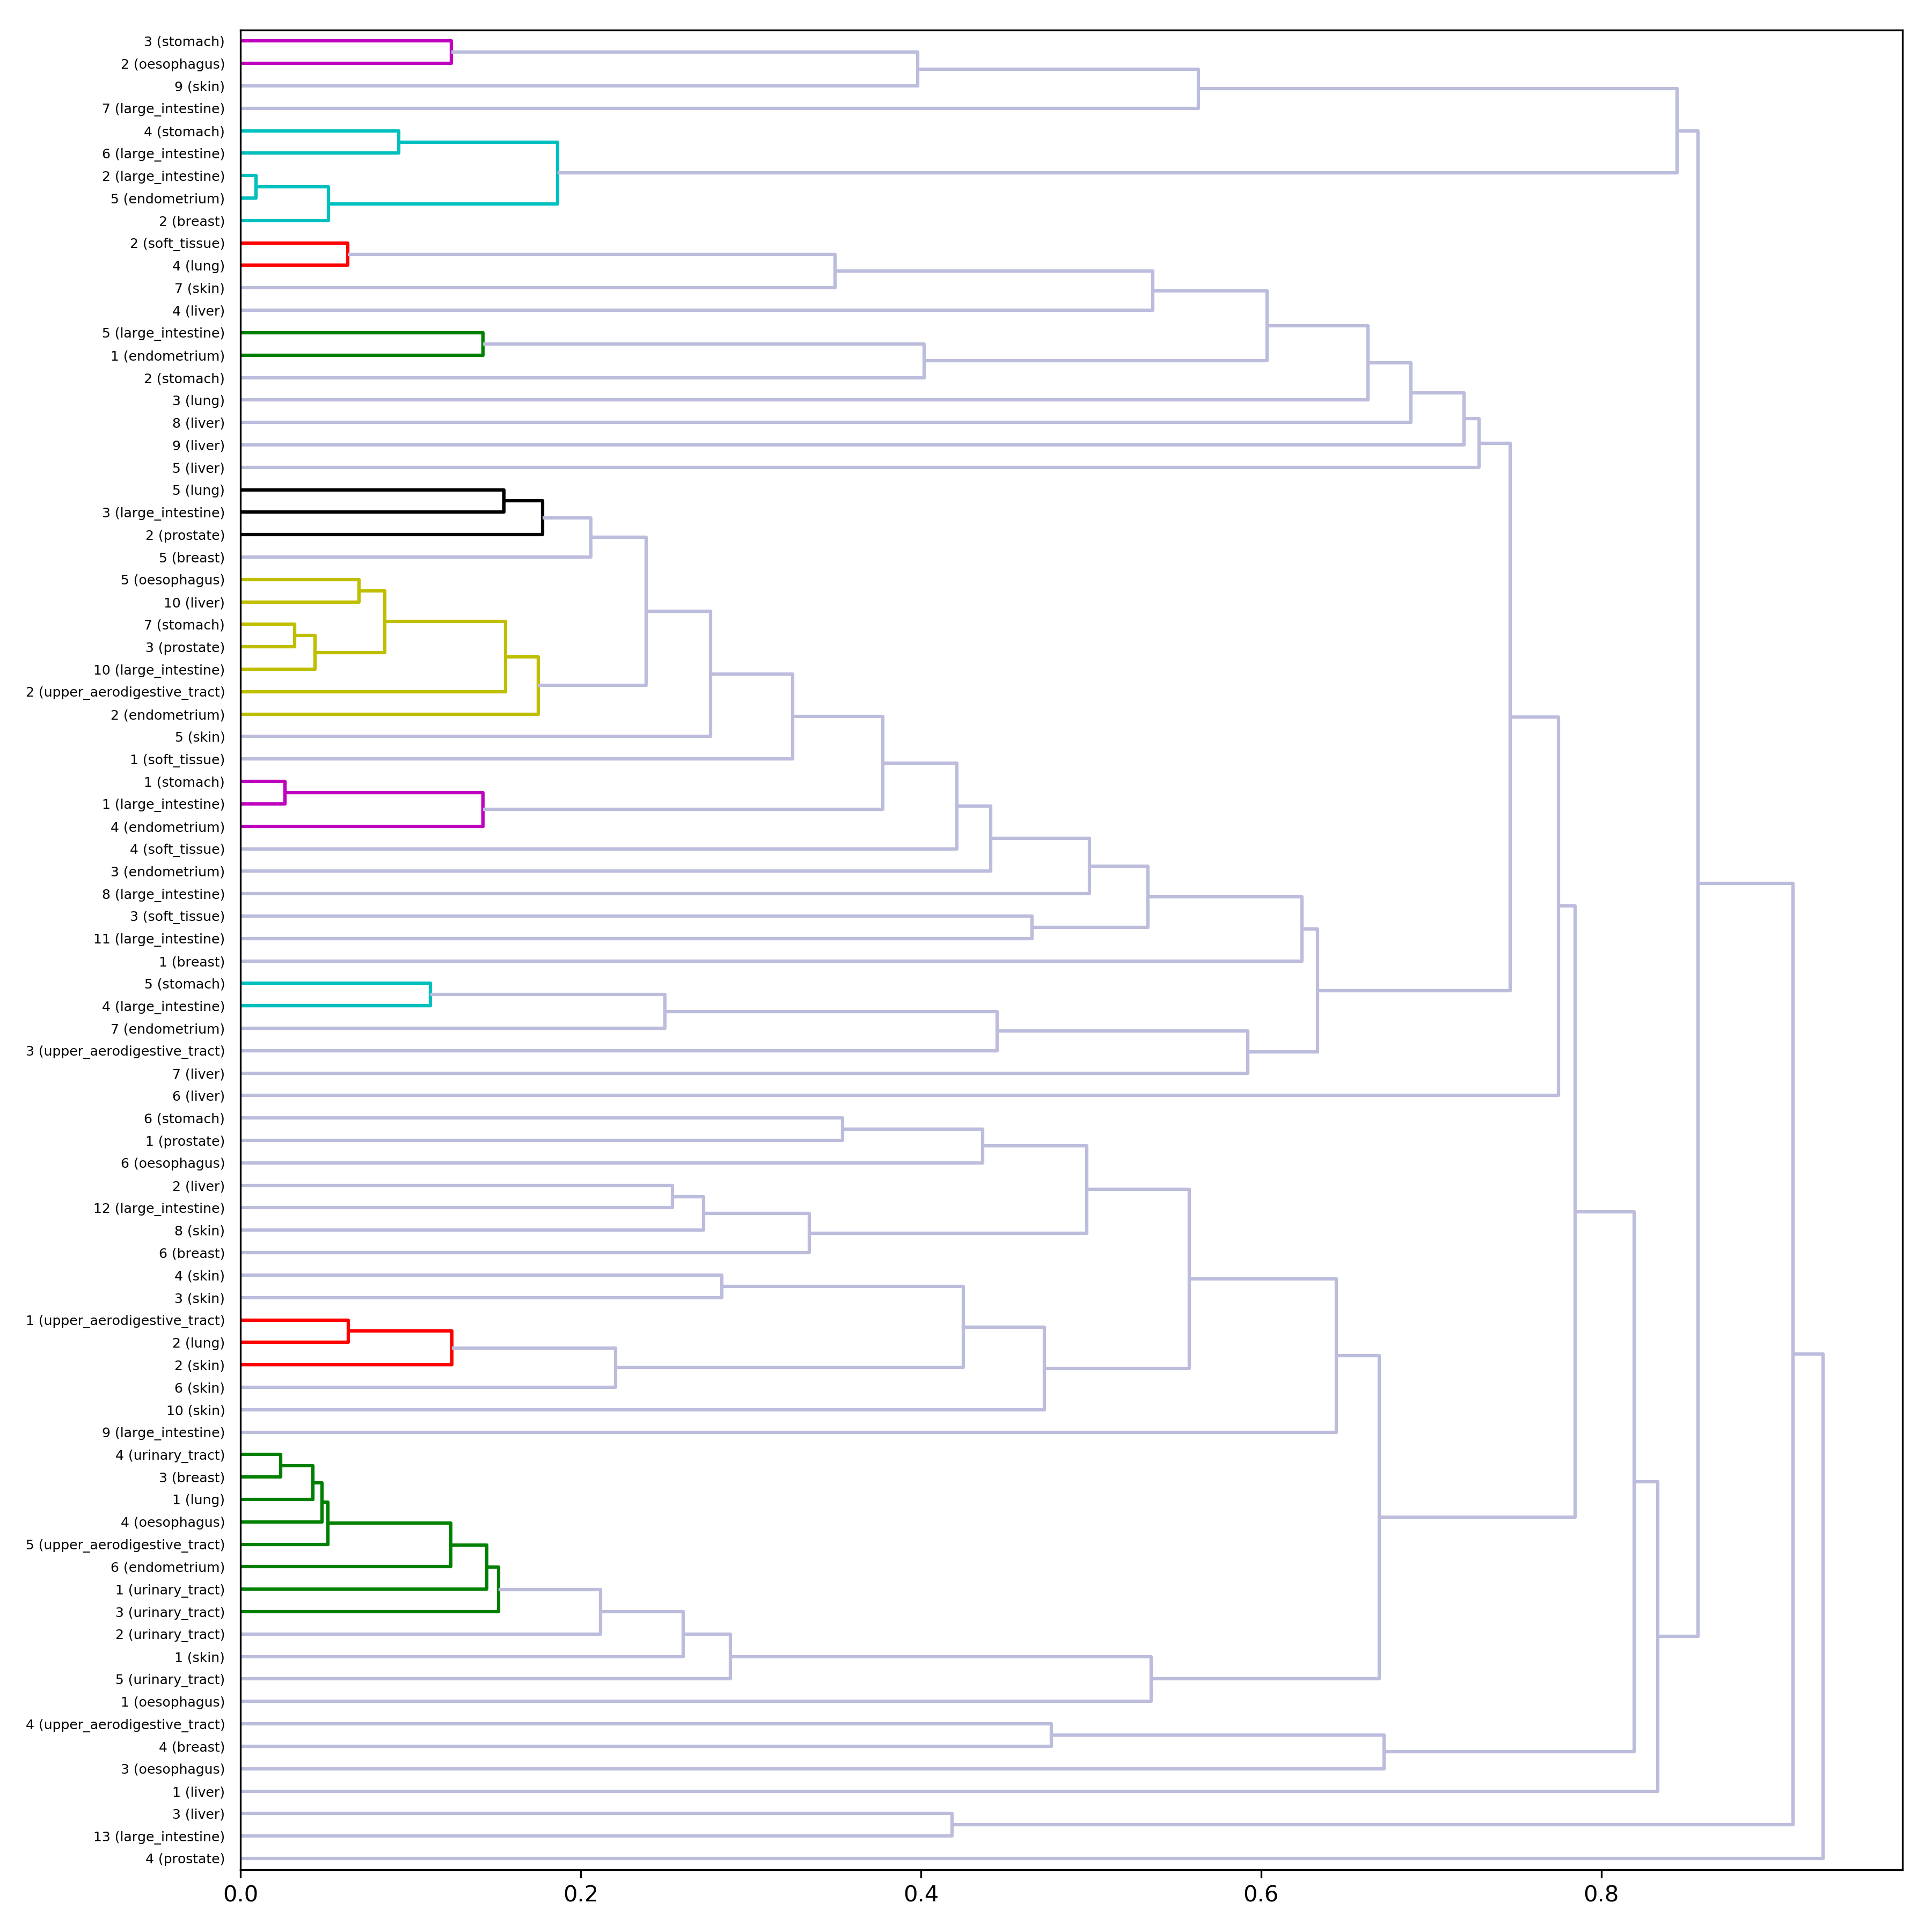 3 (stomach)
2 (oesophagus)
9 (skin)
7 (large_intestine)
4 (stomach)
6 (large_intestine)
2 (large_intestine)
5 (endometrium)
2 (breast)
2 (soft_tissue)
4 (lung)
7 (skin)
4 (liver)
5 (large_intestine)
1 (endometrium)
2 (stomach)
3 (lung)
8 (liver)
9 (liver)
5 (liver)
5 (lung)
3 (large_intestine)
2 (prostate)
5 (breast)
5 (oesophagus)
10 (liver)
7 (stomach)
3 (prostate)
10 (large_intestine)
2 (upper_aerodigestive_tract)
2 (endometrium)
5 (skin)
1 (soft_tissue)
1 (stomach)
1 (large_intestine)
4 (endometrium)
4 (soft_tissue)
3 (endometrium)
8 (large_intestine)
3 (soft_tissue)
11 (large_intestine)
1 (breast)
5 (stomach)
4 (large_intestine)
7 (endometrium)
3 (upper_aerodigestive_tract)
7 (liver)
6 (liver)
6 (stomach)
1 (prostate)
6 (oesophagus)
2 (liver)
12 (large_intestine)
8 (skin)
6 (breast)
4 (skin)
3 (skin)
1 (upper_aerodigestive_tract)
2 (lung)
2 (skin)
6 (skin)
10 (skin)
9 (large_intestine)
4 (urinary_tract)
3 (breast)
1 (lung)
4 (oesophagus)
5 (upper_aerodigestive_tract)
6 (endometrium)
1 (urinary_tract)
3 (urinary_tract)
2 (urinary_tract)
1 (skin)
5 (urinary_tract)
1 (oesophagus)
4 (upper_aerodigestive_tract)
4 (breast)
3 (oesophagus)
1 (liver)
3 (liver)
13 (large_intestine)
4 (prostate)
0.0 0.2 0.4 0.6 0.8